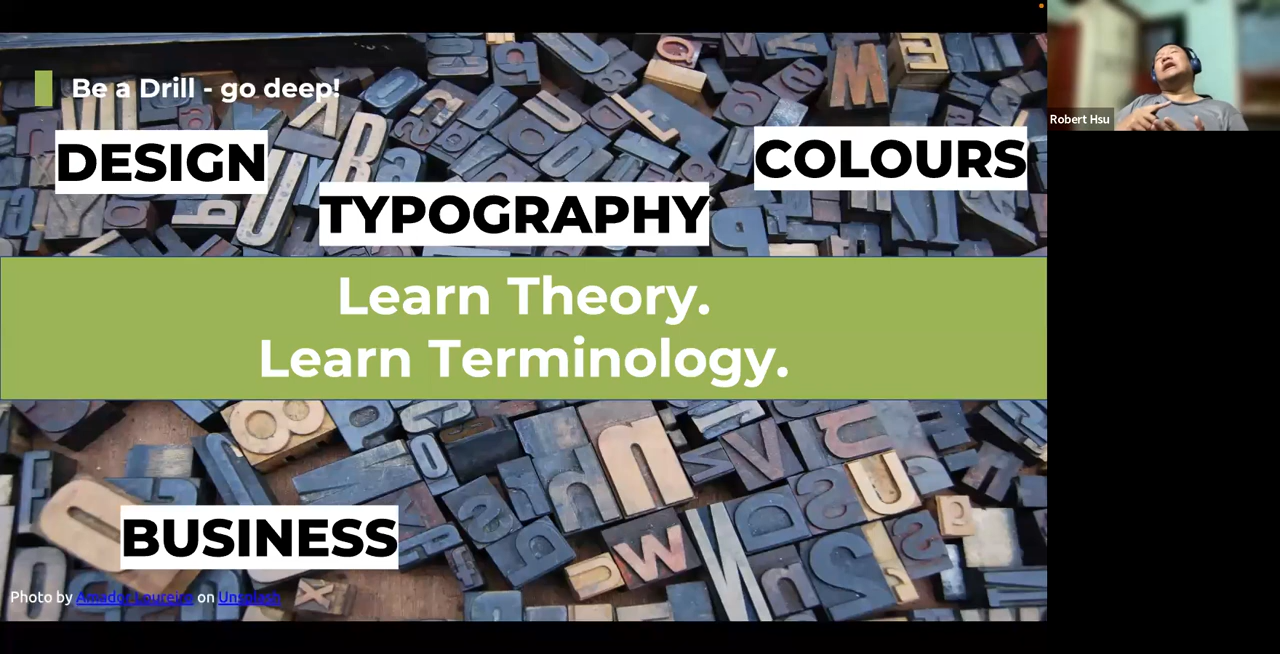 Be a Drill - go deep!
DESIGN
COLOURS
TYPOGRAPHY
Learn Theory.
Learn Terminology.
BUSINESS
Photo by Amador Loureiro on Unsplash
Robert Hsu